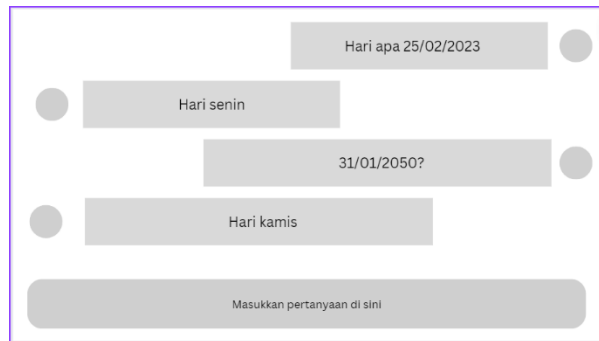 Hari apa 25/02/2023
Hari senin
31/01/2050?
Hari kamis
Masukkan pertanyaan di sini